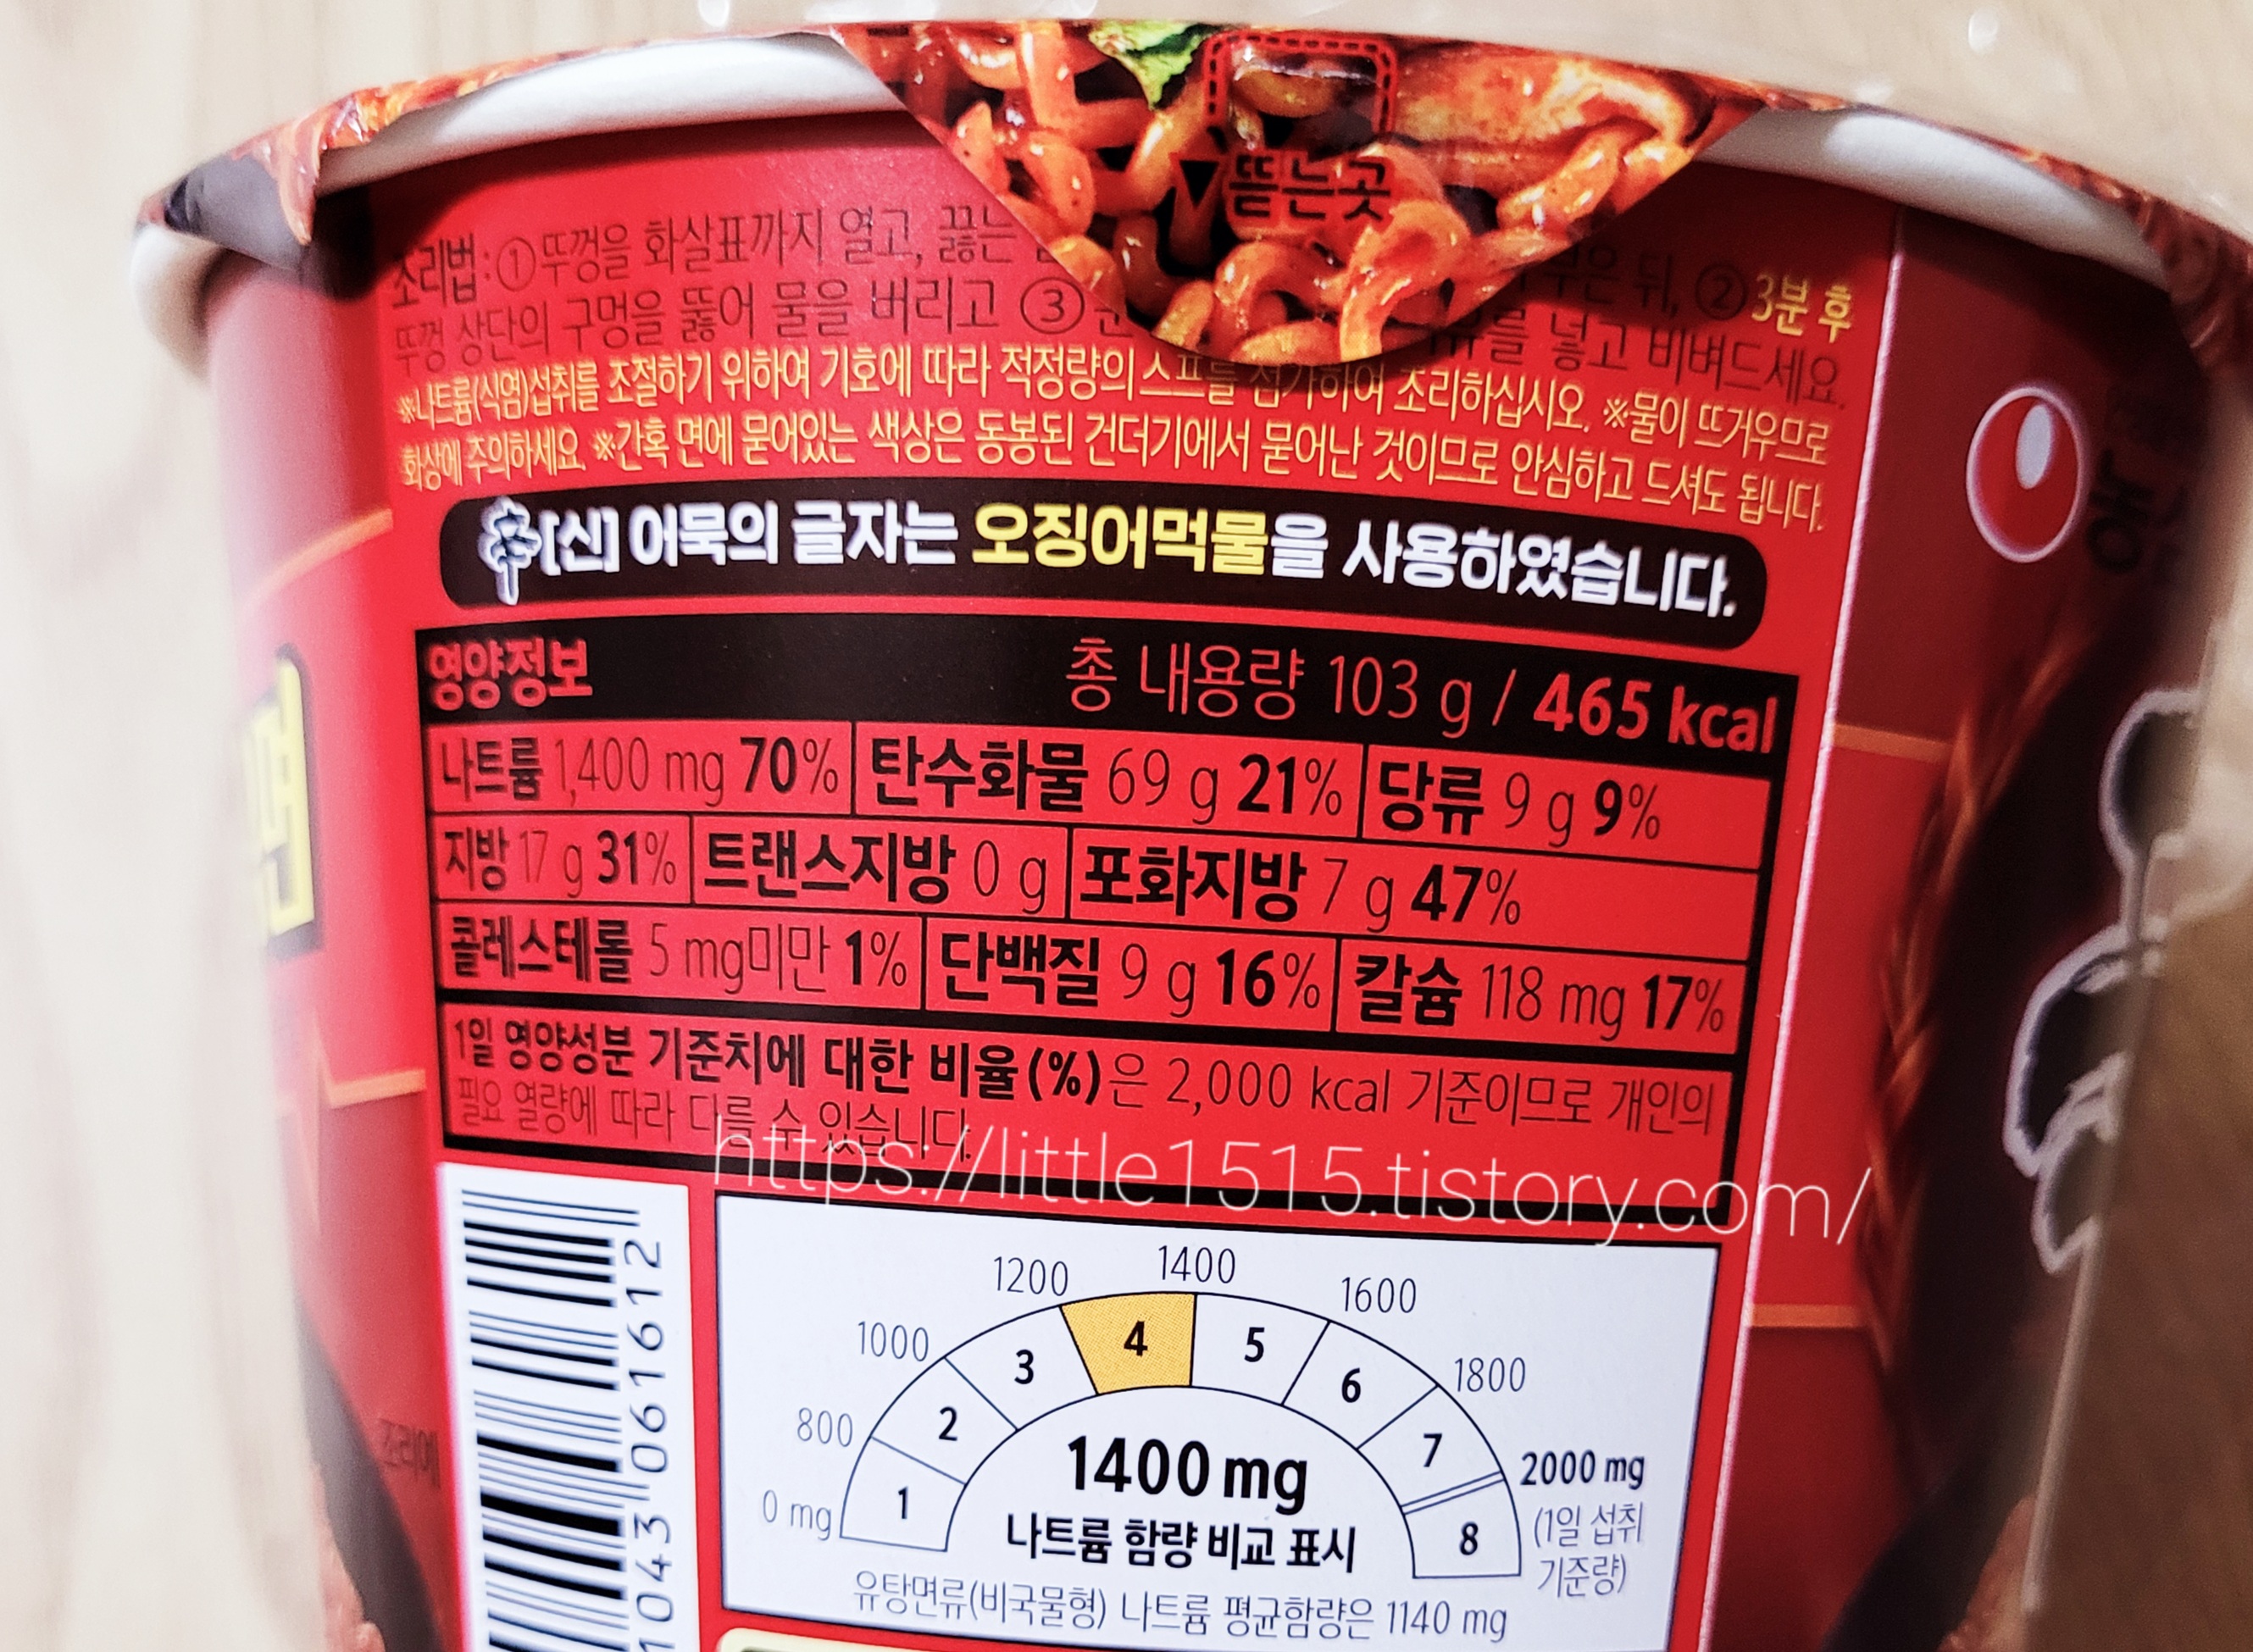 뜯는곳
조리법:①뚜껑을 화살표까지 열고, 끓는 뒤, ②3분 후
뚜껑 상단의 구멍을 뚫어 물을 버리고 ③ 넣고 비벼드세요.
※나트륨(식염)섭취를 조절하기 위하여 기호에 따라 적정량의 스프를 첨가하여 조리하십시오. ※물이 뜨거우므로
화상에 주의하세요. ※간혹 면에 묻어있는 색상은 동봉된 건더기에서 묻어난 것이므로 안심하고 드셔도 됩니다.
[신] 어묵의 글자는 오징어먹물을 사용하였습니다.
영양정보 총 내용량 103 g / 465 kcal
나트륨 1,400 mg 70% 탄수화물 69 g 21% 당류 9 g 9%
지방 17 g 31% 트랜스지방 0 g 포화지방 7 g 47%
콜레스테롤 5 mg미만 1% 단백질 9 g 16% 칼슘 118 mg 17%
1일 영양성분 기준치에 대한 비율(%)은 2,000 kcal 기준이므로 개인의
필요 열량에 따라 다를 수 있습니다.
https://little1515.tistory.com/
1043 061612
0 mg 800 1000 1200 1400 1600 1800 2000 mg
(1일 섭취
기준량)
1 2 3 4 5 6 7 8
1400 mg
나트륨 함량 비교 표시
유탕면류(비국물형) 나트륨 평균함량은 1140 mg
면
조리예